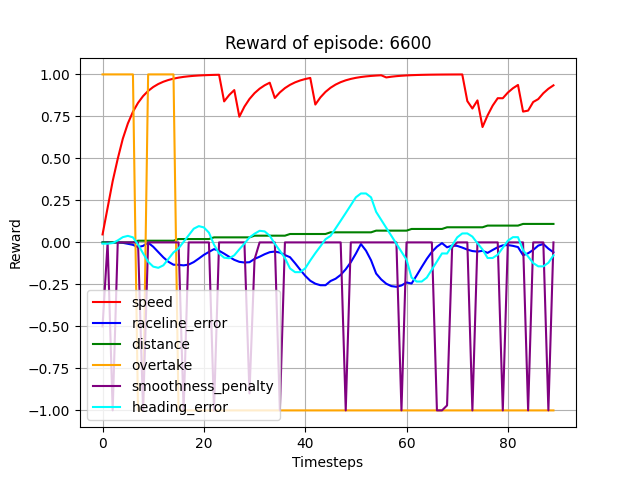 Reward of episode: 6600
Reward
1.00
0.75
0.50
0.25
0.00
−0.25
−0.50
−0.75
−1.00
speed
raceline_error
distance
overtake
smoothness_penalty
heading_error
0 20 40 60 80
Timesteps